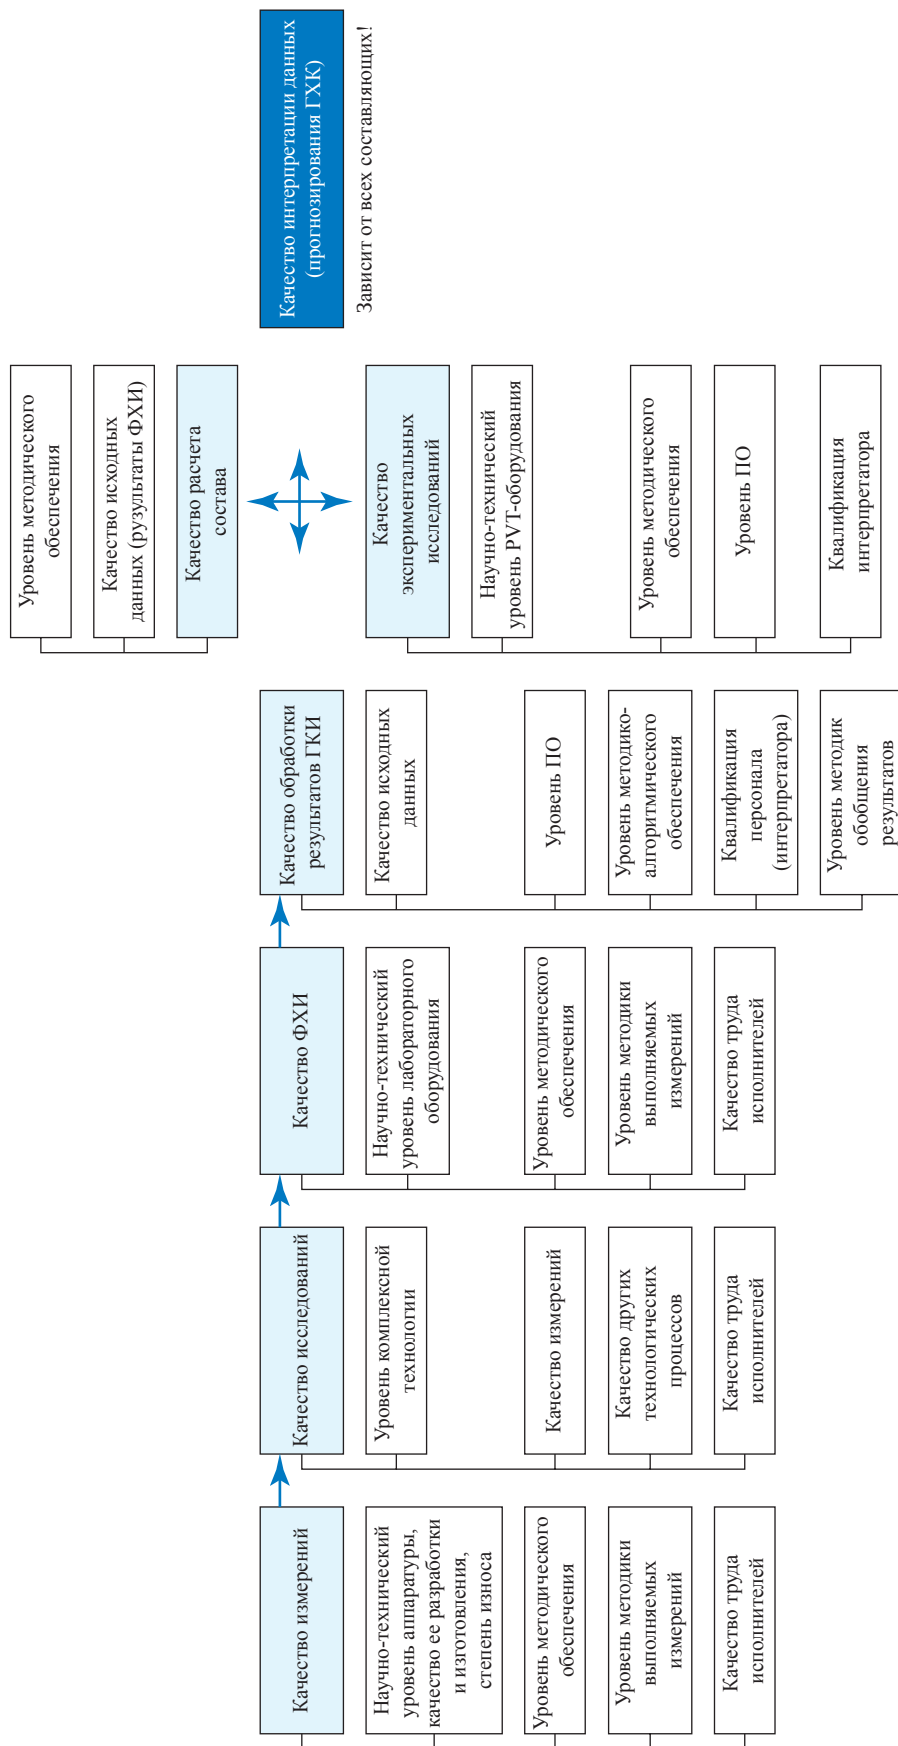 Качество измерений
Научно-технический
уровень аппаратуры,
качество ее разработки
и изготовления,
степень износа
Уровень методического
обеспечения
Уровень методики
выполняемых
измерений
Качество труда
исполнителей
Качество исследований
Уровень комплексной
технологии
Качество измерений
Качество других
технологических
процессов
Качество труда
исполнителей
Качество ФХИ
Научно-технический
уровень лабораторного
оборудования
Уровень методического
обеспечения
Уровень методики
выполняемых
измерений
Качество труда
исполнителей
Качество обработки
результатов ГКИ
Качество исходных
данных
Уровень ПО
Уровень методико-
алгоритмического
обеспечения
Квалификация
персонала
(интерпретатора)
Уровень методик
обобщения
результатов
Уровень методического
обеспечения
Качество исходных
данных (рузультаты ФХИ)
Качество расчета
состава
Качество
экспериментальных
исследований
Научно-технический
уровень PVT-оборудования
Уровень методического
обеспечения
Уровень ПО
Квалификация
интерпретатора
Качество интерпретации данных
(прогнозирования ГХК)
Зависит от всех составляющих!